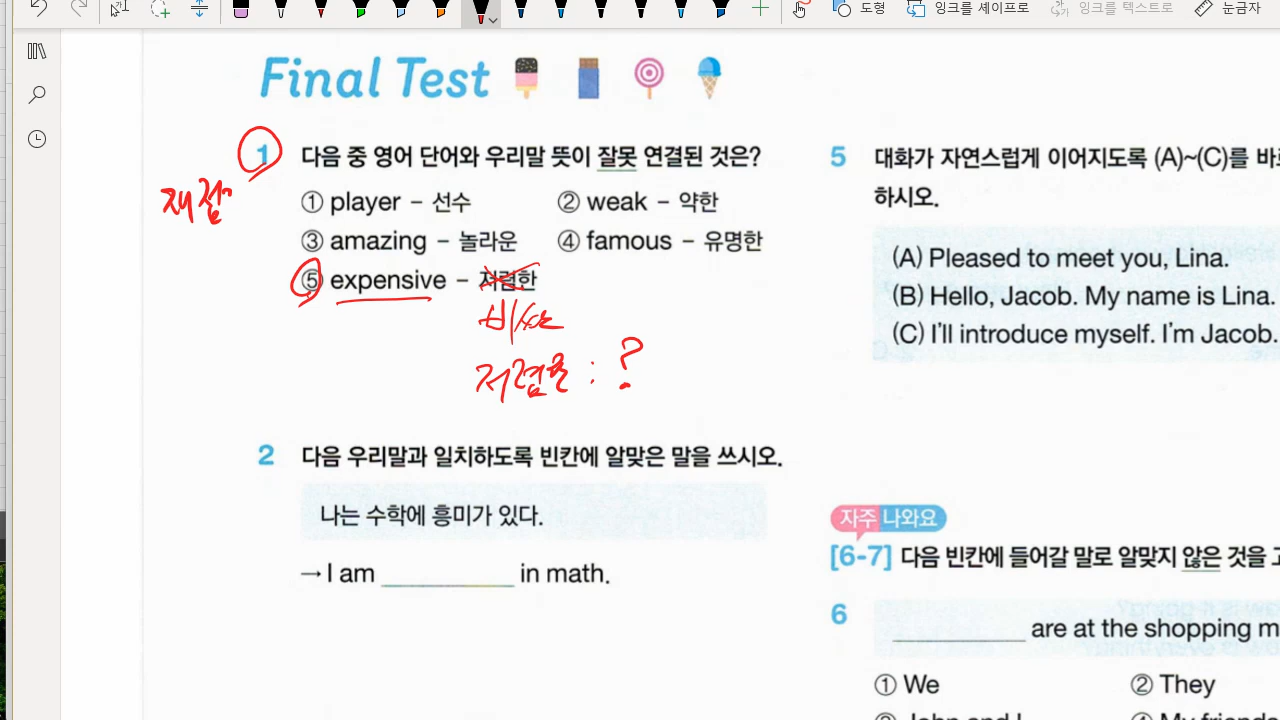 도형
잉크를 셰이프로
잉크를 텍스트로
눈금자
Final Test
1 다음 중 영어 단어와 우리말 뜻이 잘못 연결된 것은?
① player – 선수
② weak – 약한
③ amazing – 놀라운
④ famous – 유명한
⑤ expensive – 저렴한
비싼
저렴한 : ?
2 다음 우리말과 일치하도록 빈칸에 알맞은 말을 쓰시오.
나는 수학에 흥미가 있다.
→ I am __________ in math.
5 대화가 자연스럽게 이어지도록 (A)~(C)를 바르
하시오.
(A) Pleased to meet you, Lina.
(B) Hello, Jacob. My name is Lina.
(C) I'll introduce myself. I'm Jacob.
자주 나와요
[6-7] 다음 빈칸에 들어갈 말로 알맞지 않은 것을 고
6 __________ are at the shopping m
① We
② They